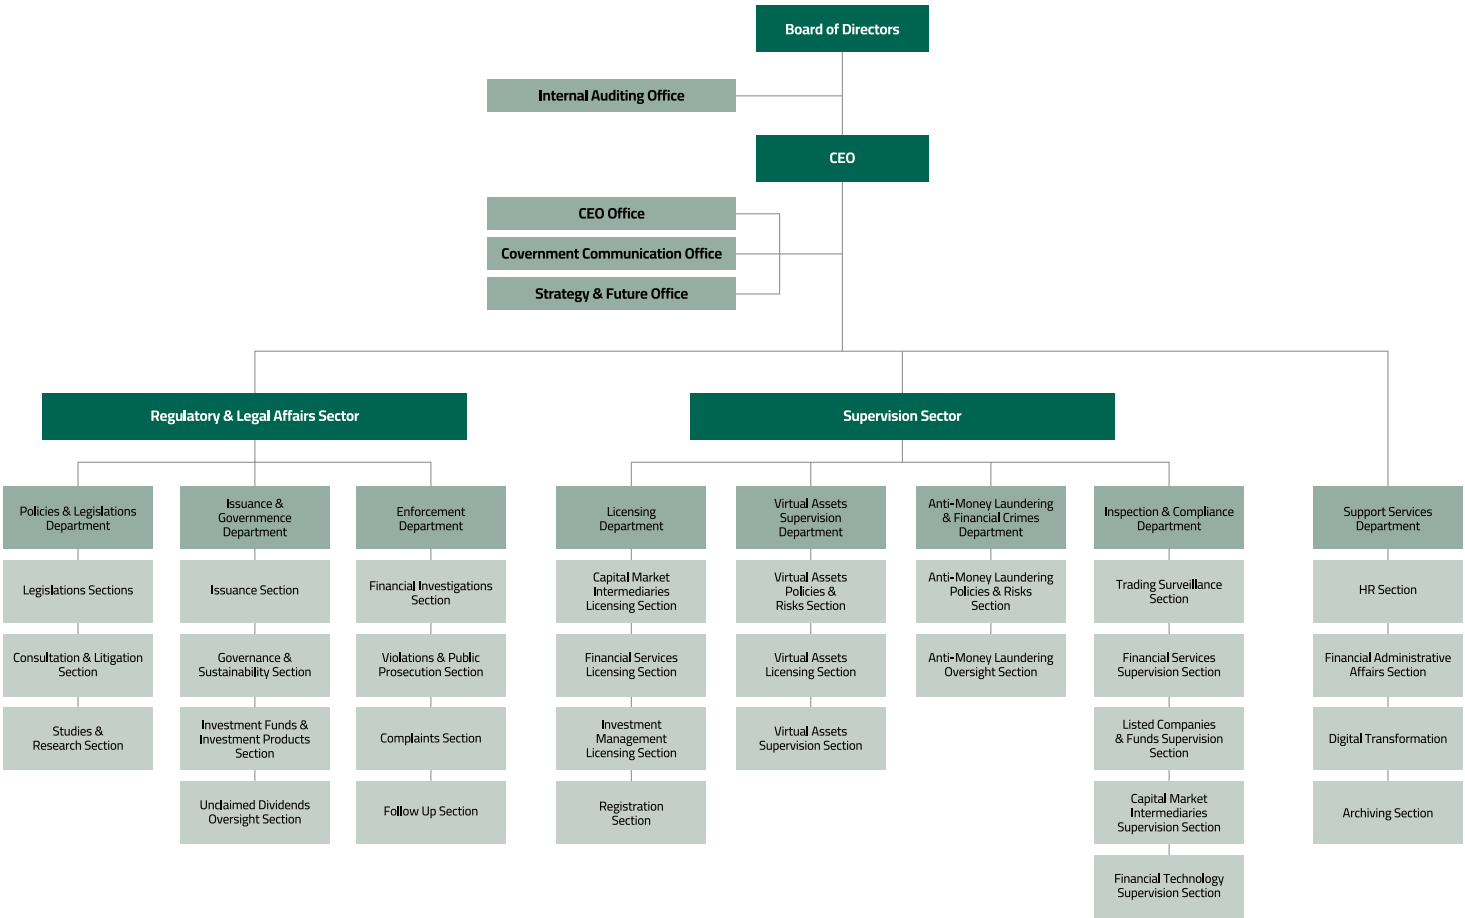 Board of Directors
Internal Auditing Office
CEO
CEO Office
Covernment Communication Office
Strategy & Future Office
Regulatory & Legal Affairs Sector
Supervision Sector
Policies & Legislations
Department
Issuance &
Governmence
Department
Enforcement
Department
Licensing
Department
Virtual Assets
Supervision
Department
Anti-Money Laundering
& Financial Crimes
Department
Inspection & Compliance
Department
Support Services
Department
Legislations Sections
Issuance Section
Financial Investigations
Section
Capital Market
Intermediaries
Licensing Section
Virtual Assets
Policies &
Risks Section
Anti-Money Laundering
Policies & Risks
Section
Trading Surveillance
Section
HR Section
Consultation & Litigation
Section
Governance &
Sustainability Section
Violations & Public
Prosecution Section
Financial Services
Licensing Section
Virtual Assets
Licensing Section
Anti-Money Laundering
Oversight Section
Financial Services
Supervision Section
Financial Administrative
Affairs Section
Studies &
Research Section
Investment Funds &
Investment Products
Section
Complaints Section
Investment
Management
Licensing Section
Virtual Assets
Supervision Section
Listed Companies
& Funds Supervision
Section
Digital Transformation
Unclaimed Dividends
Oversight Section
Follow Up Section
Registration
Section
Capital Market
Intermediaries
Supervision Section
Archiving Section
Financial Technology
Supervision Section